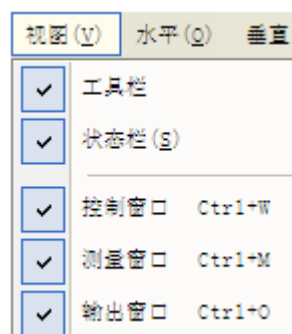 视图(V) 水平(O) 垂直
工具栏
状态栏(S)
控制窗口 Ctrl+W
测量窗口 Ctrl+M
输出窗口 Ctrl+O